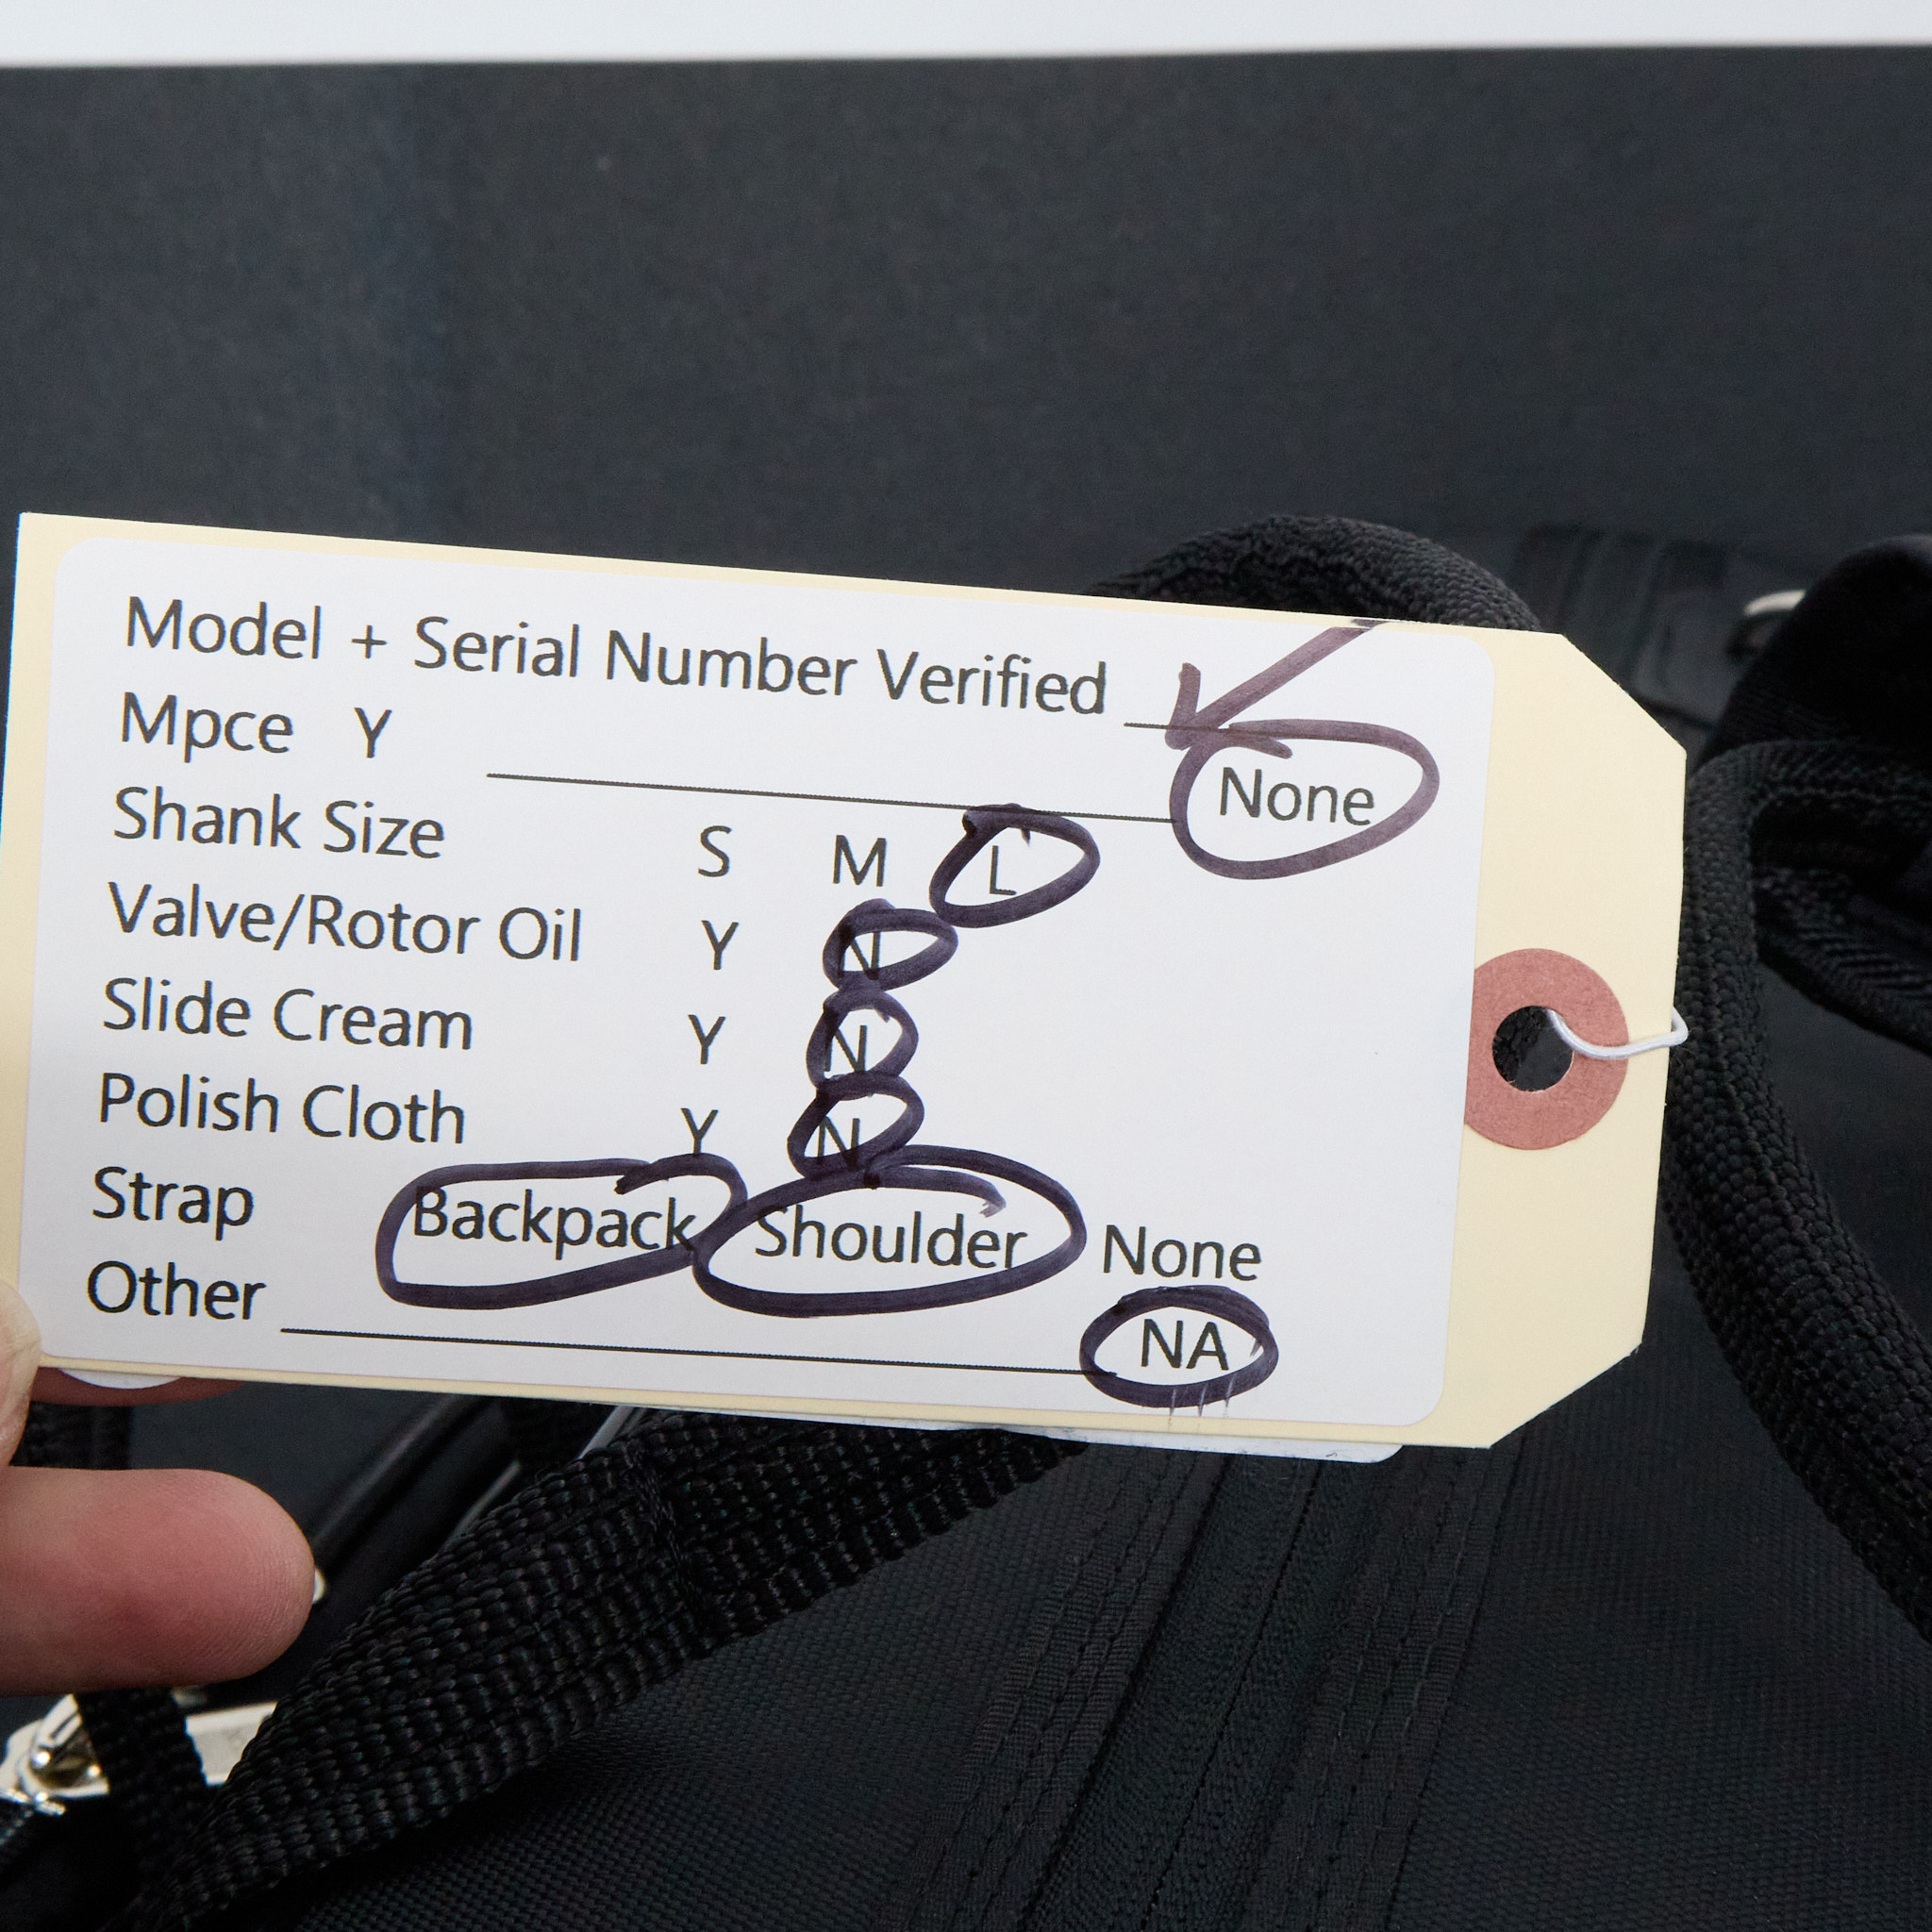 Model + Serial Number Verified ✓
Mpce Y None
Shank Size S M L
Valve/Rotor Oil Y N
Slide Cream Y N
Polish Cloth Y N
Strap Backpack Shoulder None
Other NA